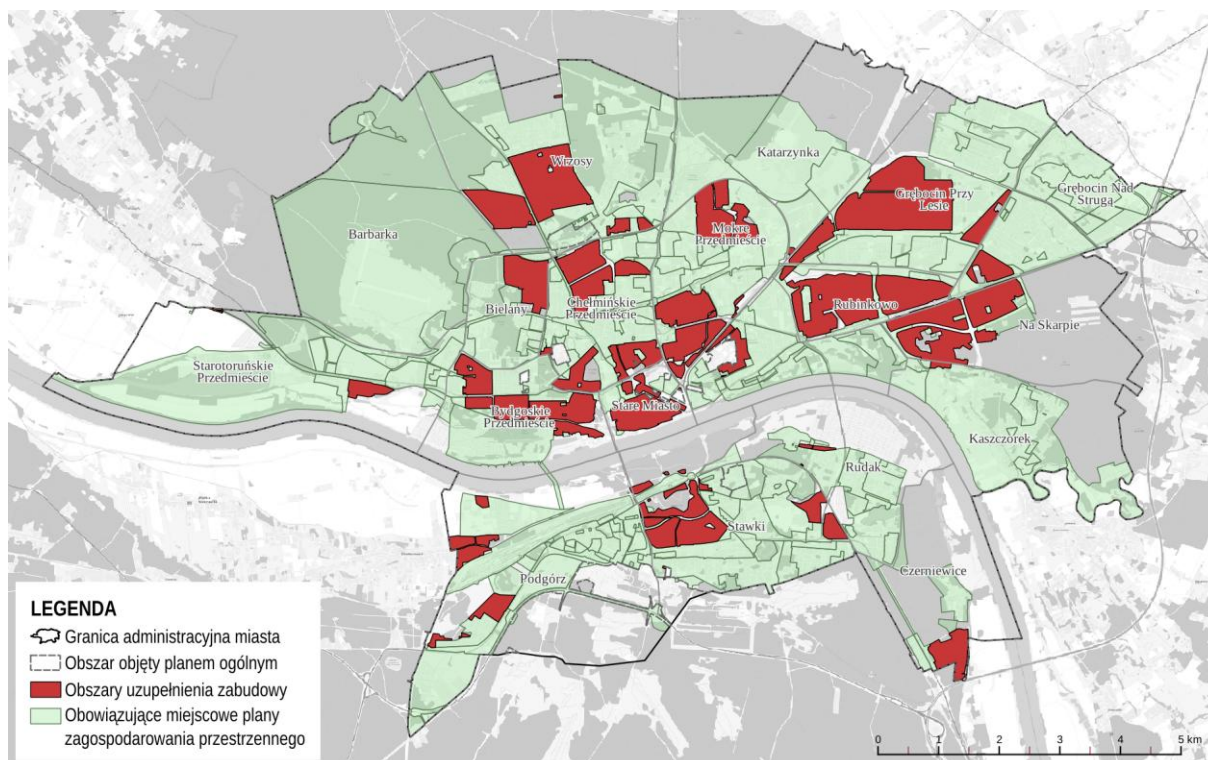 Wrzosy
Katarzynka
Grębocin Przy
Lesie
Grębocin Nad
Strugą
Barbarka
Mokre
Przedmieście
Bielany
Chełmińskie
Przedmieście
Rubinkowo
Na Skarpie
Starotoruńskie
Przedmieście
Bydgoskie
Przedmieście
Stare Miasto
Kaszczorek
Rudak
Stawki
Podgórz
Czerniewice
LEGENDA
Granica administracyjna miasta
Obszar objęty planem ogólnym
Obszary uzupełnienia zabudowy
Obowiązujące miejscowe plany
zagospodarowania przestrzennego
0 1 2 3 4 5 km